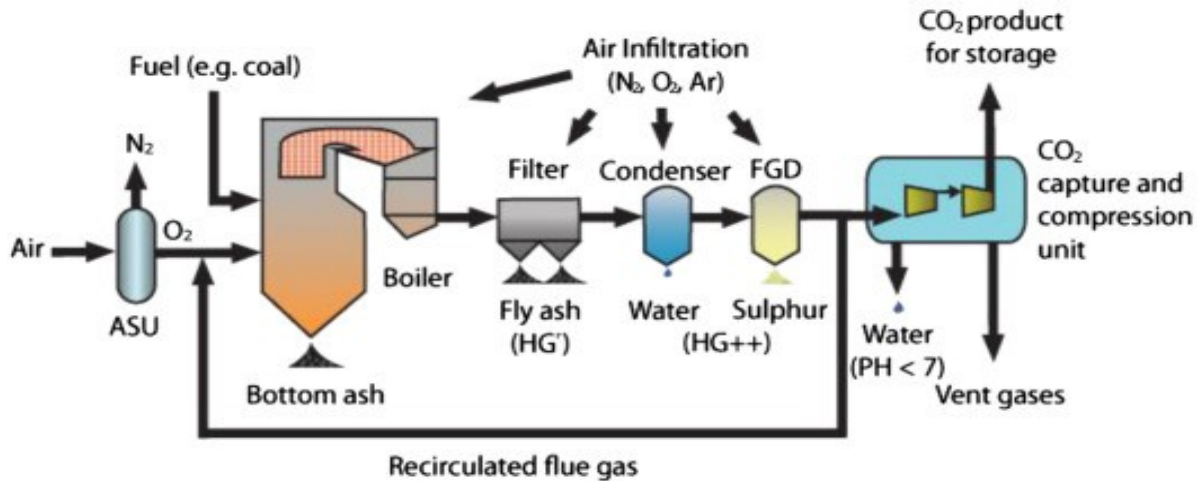 CO₂ product
for storage
Air Infiltration
(N₂, O₂, Ar)
Fuel (e.g. coal)
N₂
Filter
Condenser
FGD
CO₂
capture and
compression
unit
Air
O₂
Boiler
ASU
Fly ash
(HG')
Water
Sulphur
(HG++)
Water
(PH < 7)
Bottom ash
Vent gases
Recirculated flue gas